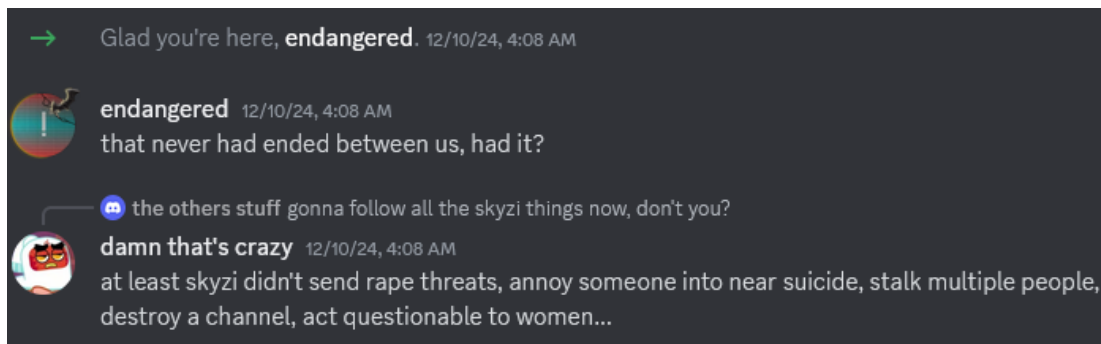 Glad you're here, endangered. 12/10/24, 4:08 AM
endangered 12/10/24, 4:08 AM
that never had ended between us, had it?
the others stuff gonna follow all the skyzi things now, don't you?
damn that's crazy 12/10/24, 4:08 AM
at least skyzi didn't send rape threats, annoy someone into near suicide, stalk multiple people,
destroy a channel, act questionable to women...